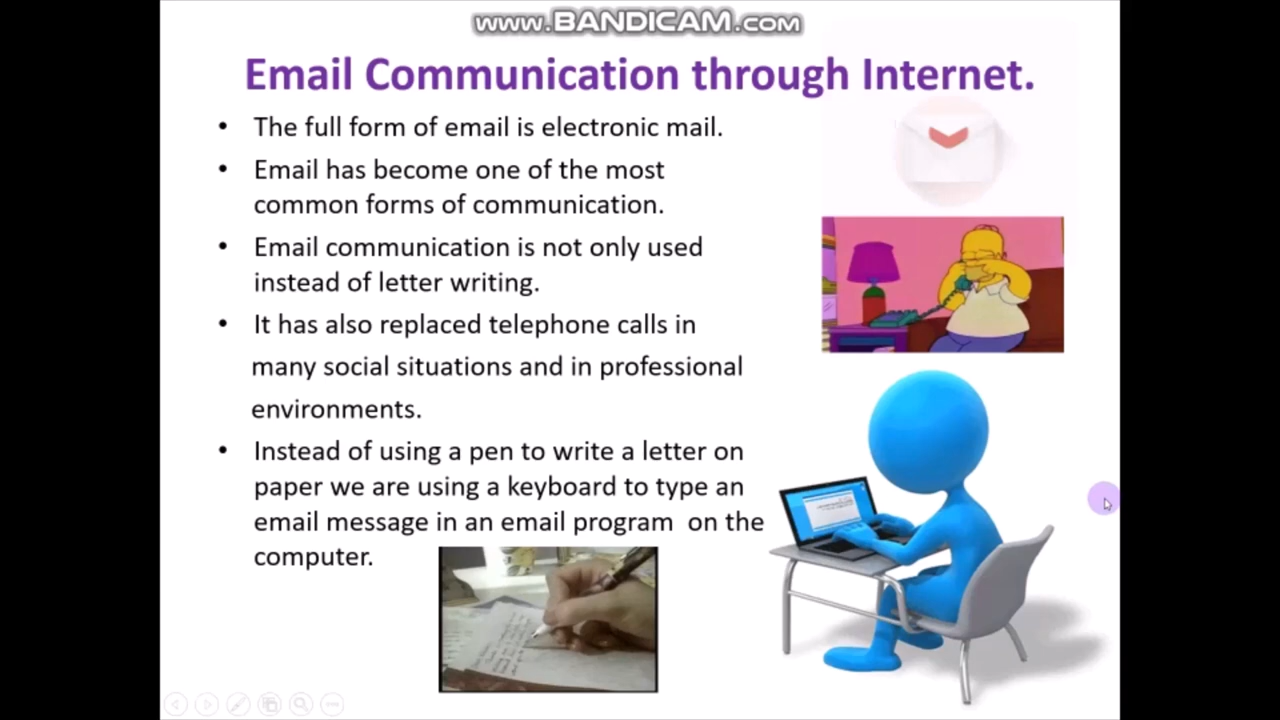 www.BANDICAM.com
Email Communication through Internet.
• The full form of email is electronic mail.
• Email has become one of the most
common forms of communication.
• Email communication is not only used
instead of letter writing.
• It has also replaced telephone calls in
many social situations and in professional
environments.
• Instead of using a pen to write a letter on
paper we are using a keyboard to type an
email message in an email program on the
computer.